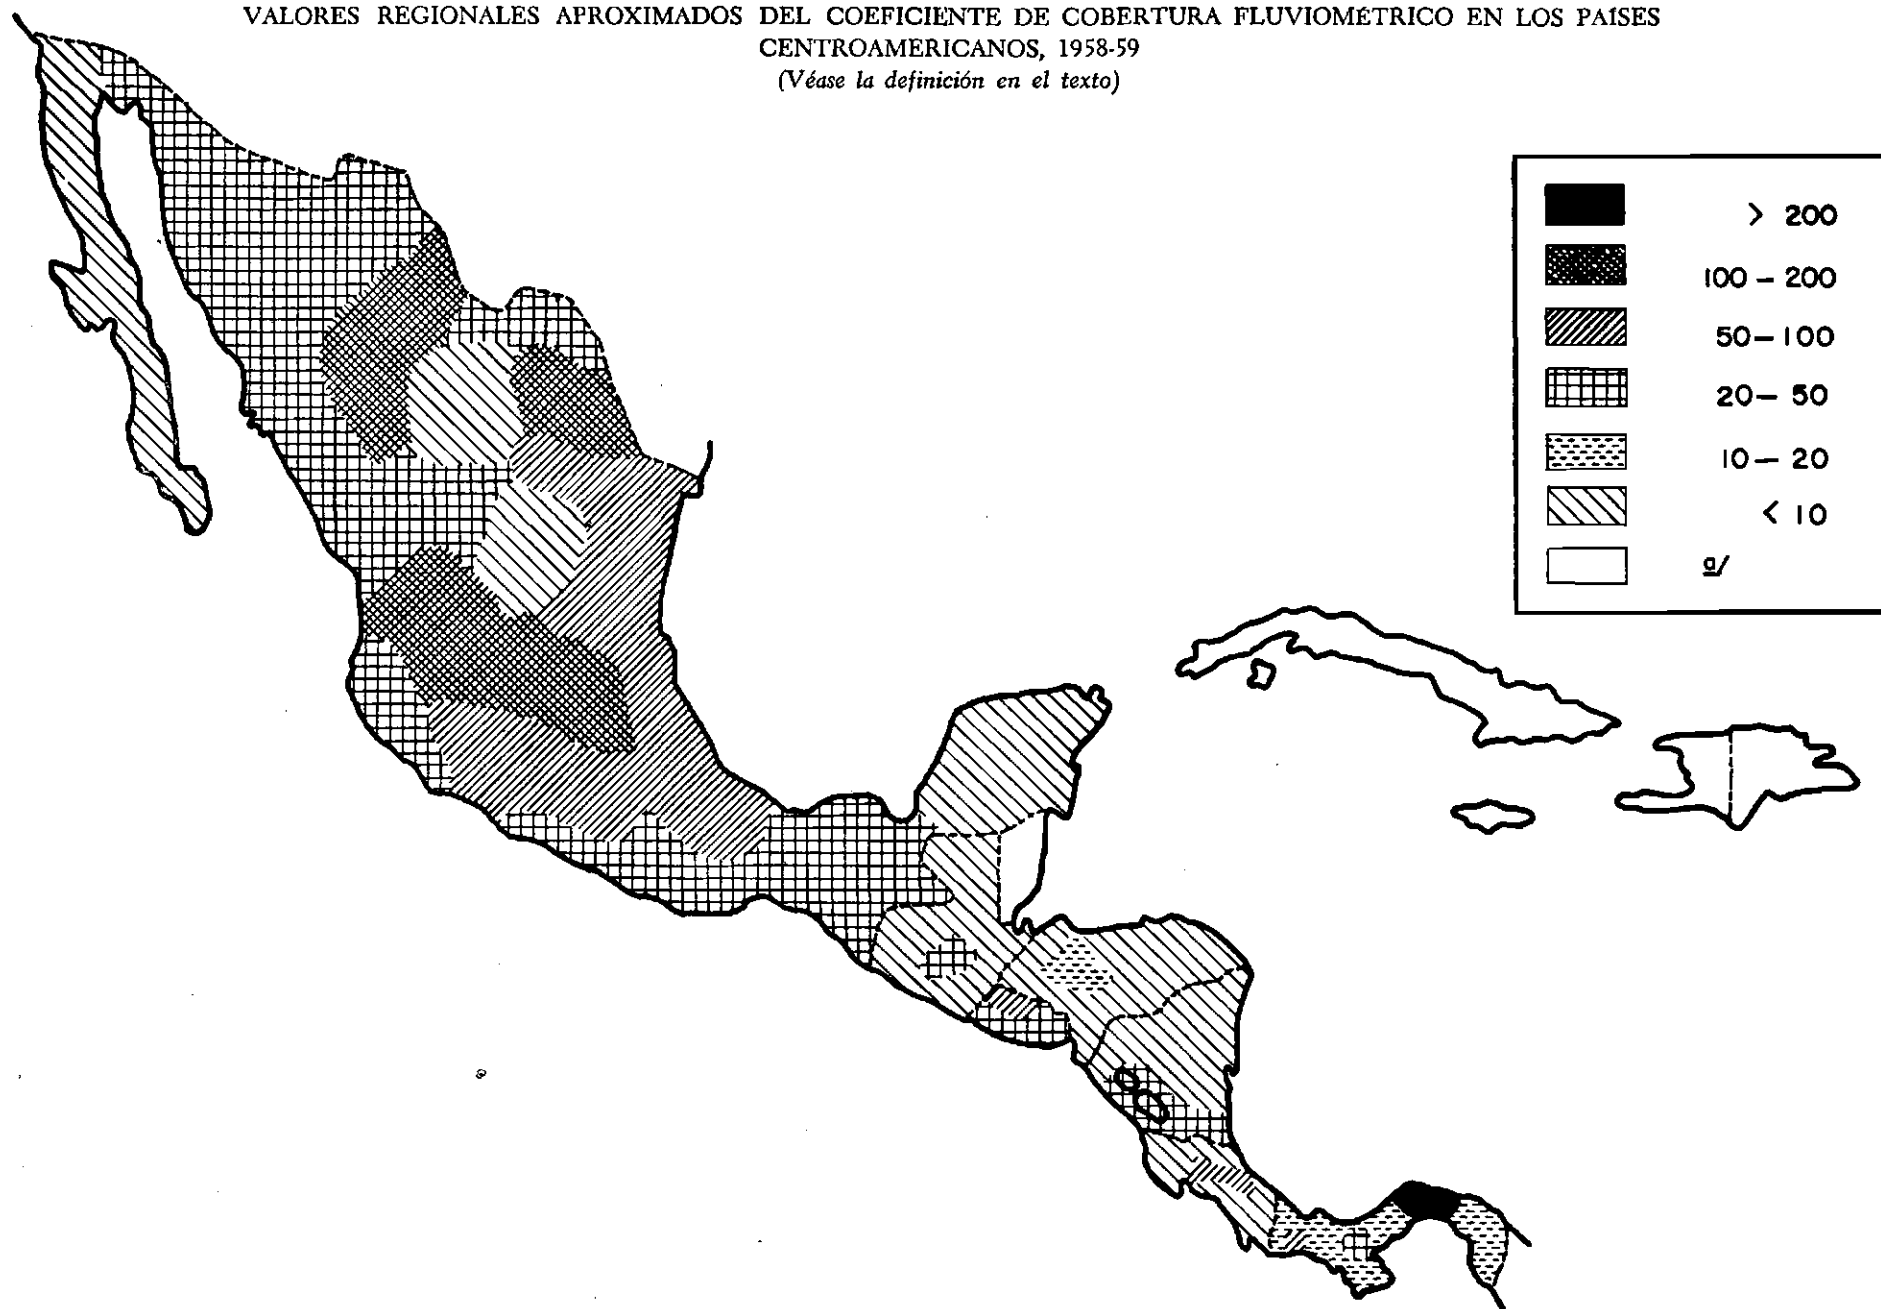 VALORES REGIONALES APROXIMADOS DEL COEFICIENTE DE COBERTURA FLUVIOMÉTRICO EN LOS PAÍSES
CENTROAMERICANOS, 1958-59
(Véase la definición en el texto)
> 200
100 – 200
50 – 100
20 – 50
10 – 20
< 10
a/